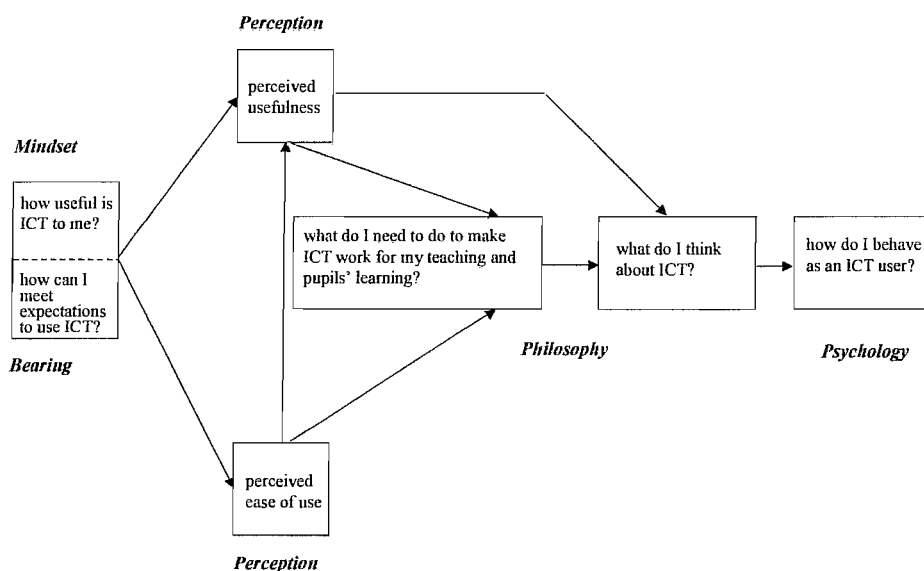 Perception
perceived
usefulness
Mindset
how useful is
ICT to me?
how can I
meet
expectations
to use ICT?
Bearing
what do I need to do to make
ICT work for my teaching and
pupils' learning?
what do I think
about ICT?
how do I behave
as an ICT user?
Philosophy
Psychology
perceived
ease of use
Perception